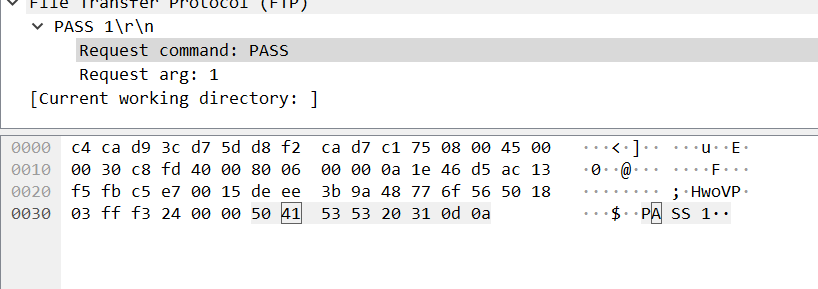 File Transfer Protocol (FTP)
PASS 1\r\n
Request command: PASS
Request arg: 1
[Current working directory: ]
0000 c4 ca d9 3c d7 5d d8 f2 ca d7 c1 75 08 00 45 00 ···<·]·· ···u··E·
0010 00 30 c8 fd 40 00 80 06 00 00 0a 1e 46 d5 ac 13 ·0··@··· ····F···
0020 f5 fb c5 e7 00 15 de ee 3b 9a 48 77 6f 56 50 18 ········ ;·HwoVP·
0030 03 ff f3 24 00 00 50 41 53 53 20 31 0d 0a ···$··PA SS 1··